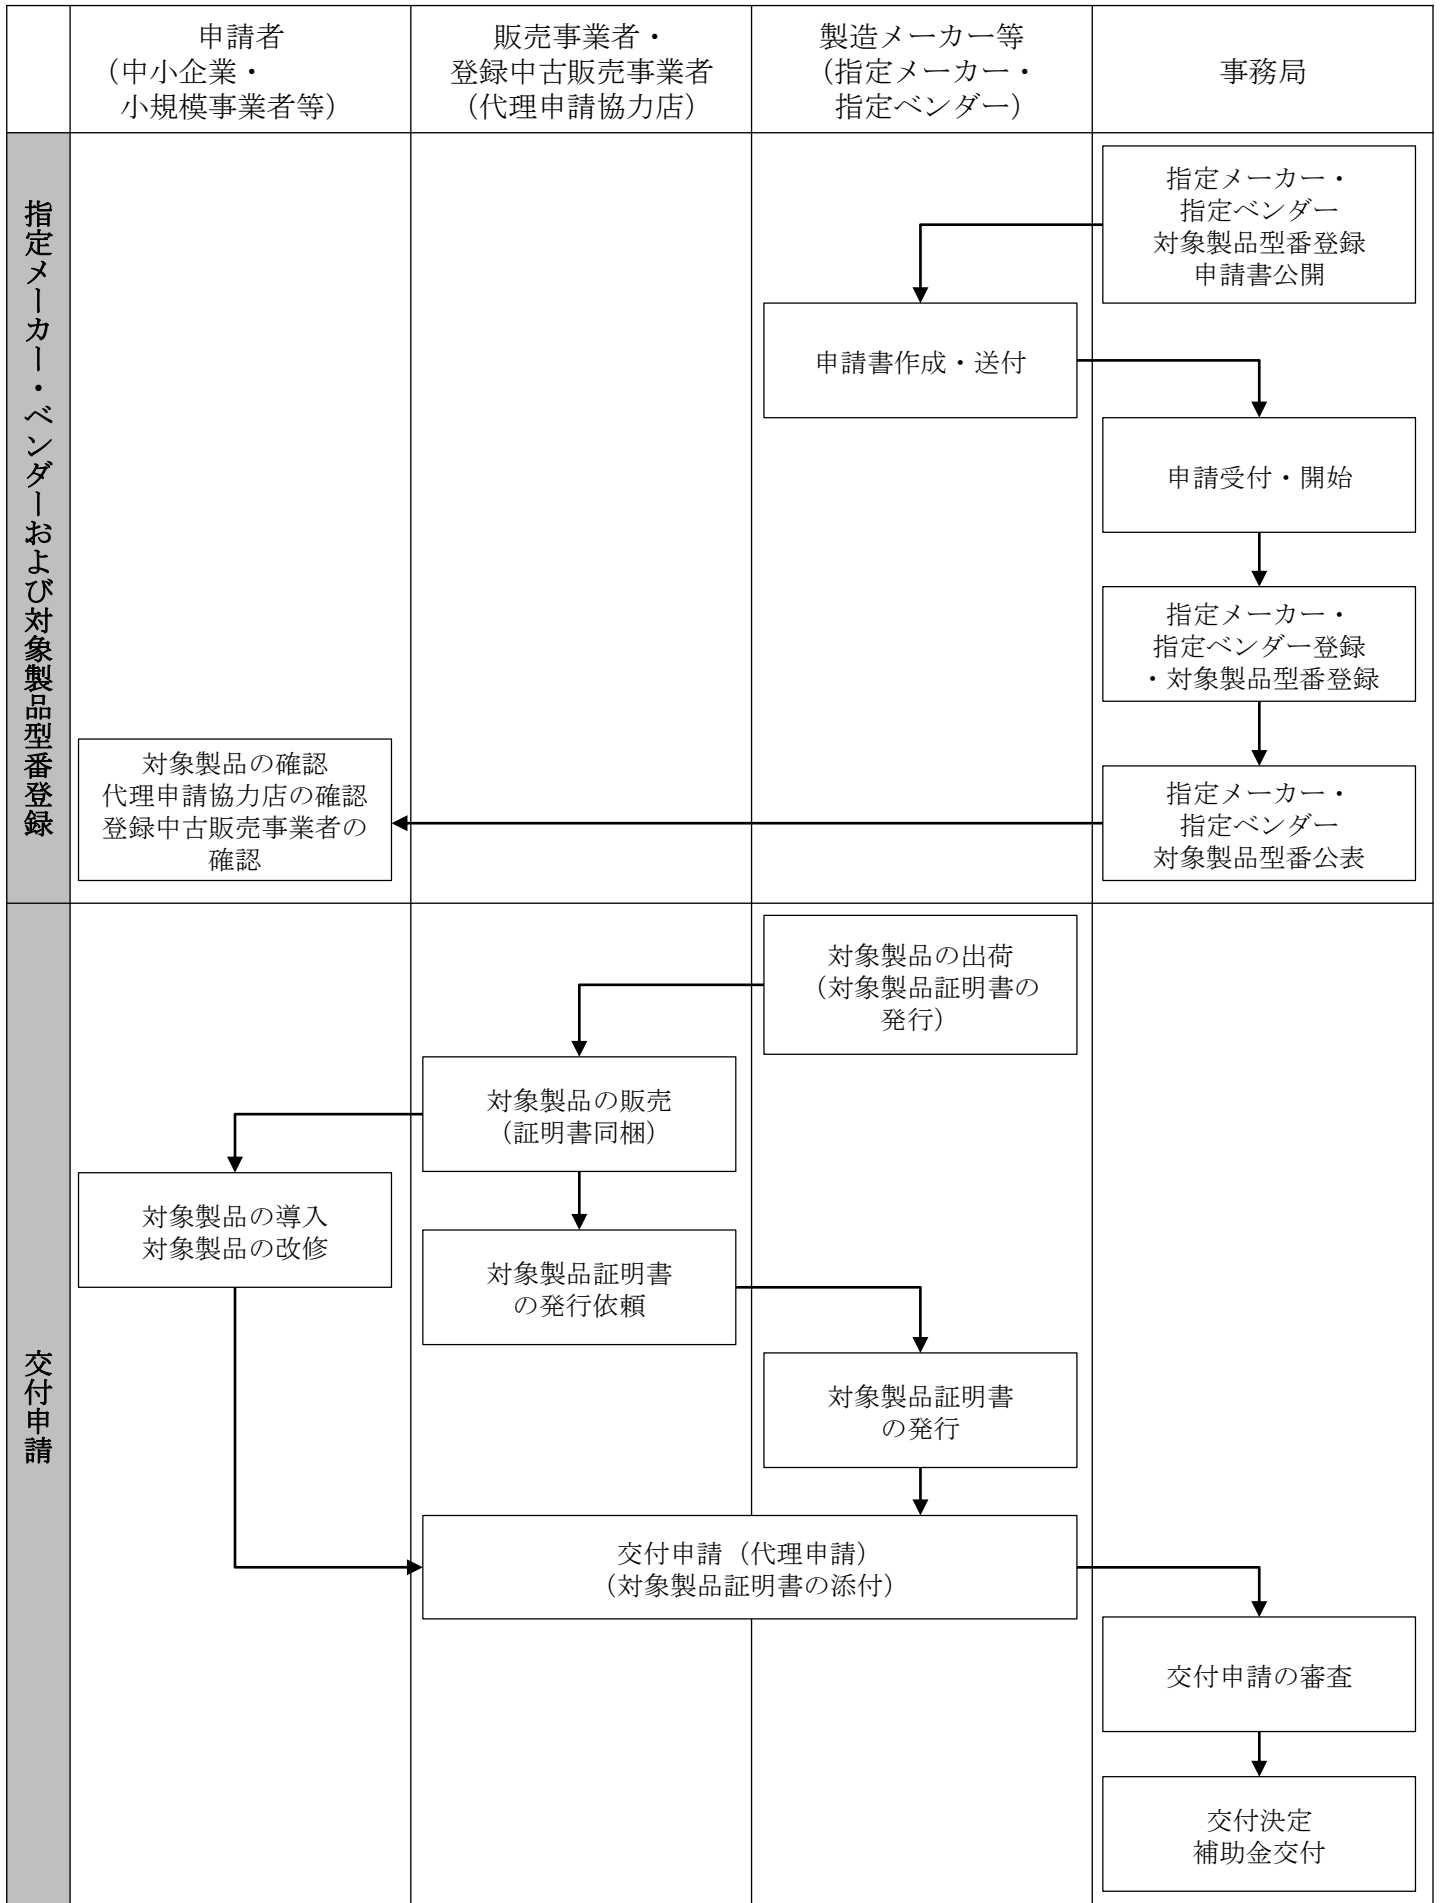 申請者
（中小企業・
小規模事業者等）
販売事業者・
登録中古販売事業者
（代理申請協力店）
製造メーカー等
（指定メーカー・
指定ベンダー）
事務局
指定メーカー・ベンダーおよび対象製品型番登録
指定メーカー・
指定ベンダー
対象製品型番登録
申請書公開
申請書作成・送付
申請受付・開始
指定メーカー・
指定ベンダー登録
・対象製品型番登録
指定メーカー・
指定ベンダー
対象製品型番公表
対象製品の確認
代理申請協力店の確認
登録中古販売事業者の
確認
交付申請
対象製品の出荷
（対象製品証明書の
発行）
対象製品の販売
（証明書同梱）
対象製品の導入
対象製品の改修
対象製品証明書
の発行依頼
対象製品証明書
の発行
交付申請（代理申請）
（対象製品証明書の添付）
交付申請の審査
交付決定
補助金交付